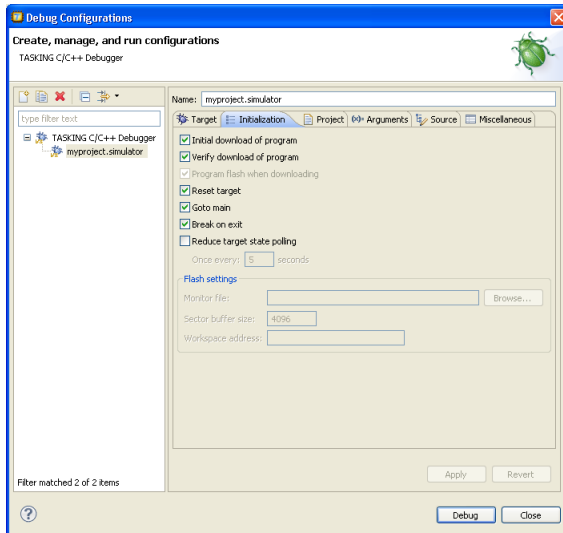 Debug Configurations
Create, manage, and run configurations
TASKING C/C++ Debugger
type filter text
TASKING C/C++ Debugger
myproject.simulator
Filter matched 2 of 2 items
Name: myproject.simulator
Target Initialization Project (x)= Arguments Source Miscellaneous
Initial download of program
Verify download of program
Program flash when downloading
Reset target
Goto main
Break on exit
Reduce target state polling
Once every: 5 seconds
Flash settings
Monitor file: Browse...
Sector buffer size: 4096
Workspace address:
Apply Revert
? Debug Close